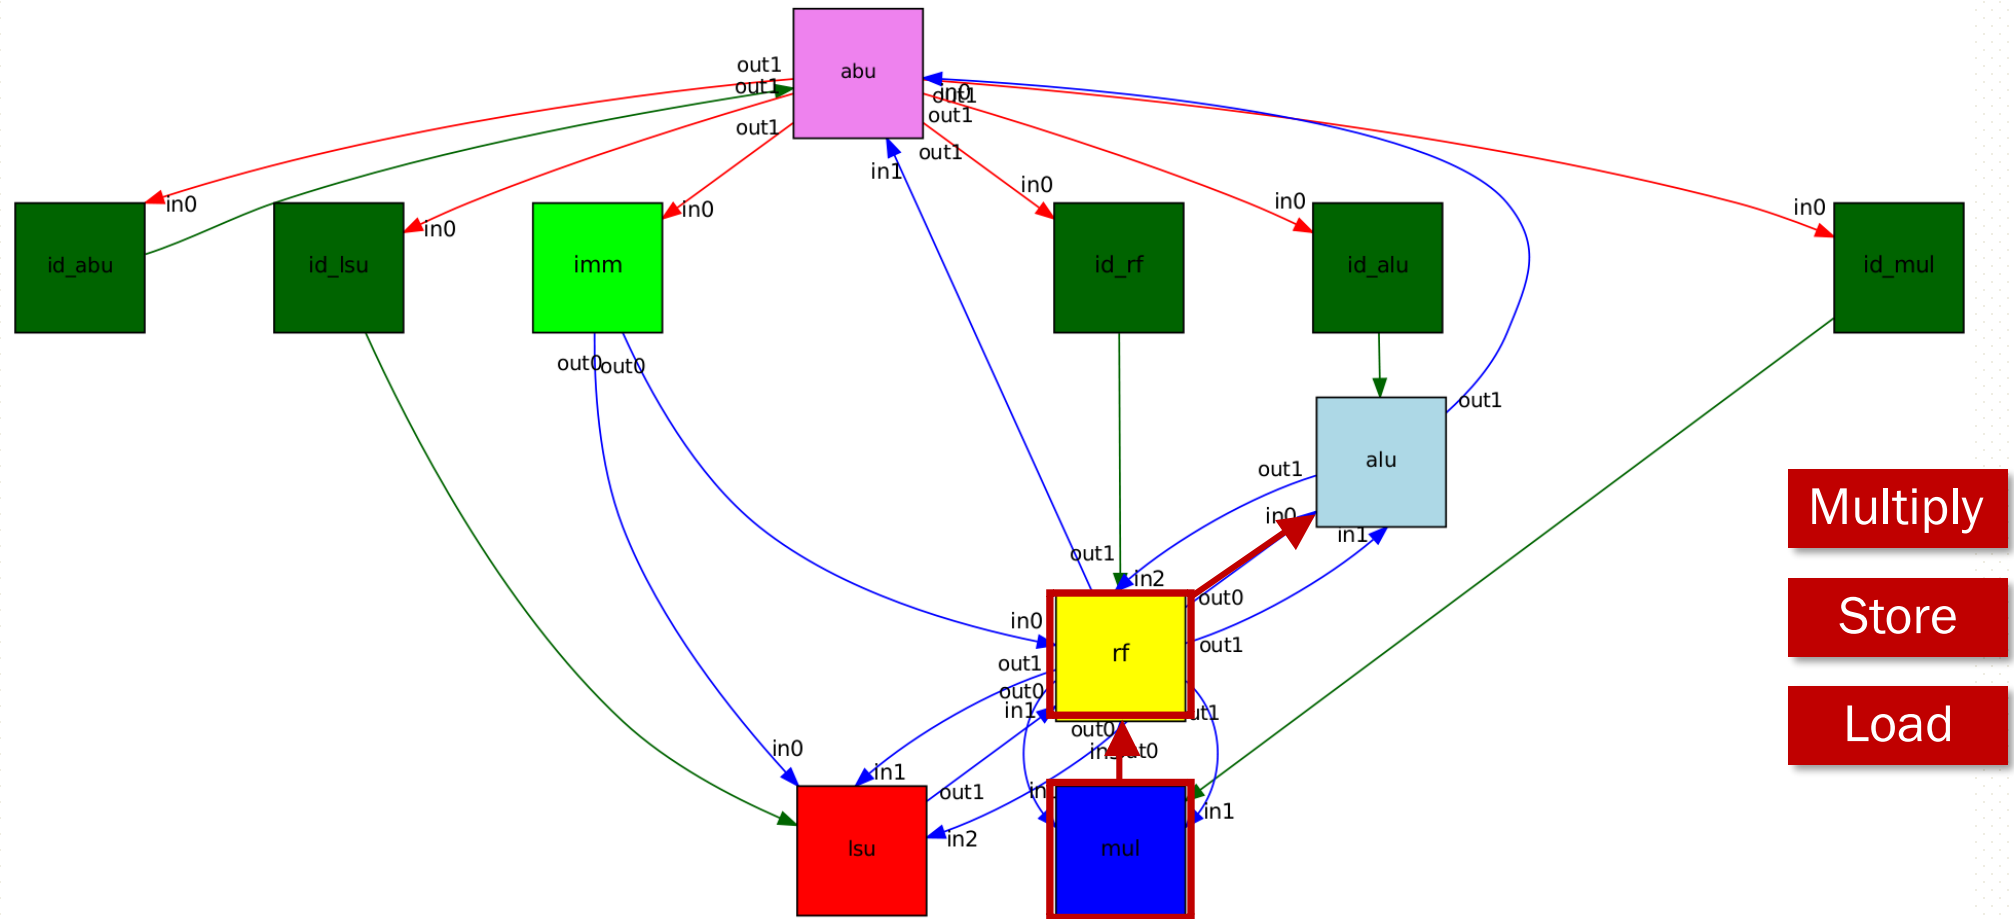 abu
out1
out1
out1
in0
out1
out1
out1
in1
in0
in0
in0
in0
in0
in0
id_abu
id_lsu
imm
id_rf
id_alu
id_mul
out0
out0
out1
alu
out1
in0
in1
Multiply
out1
in2
out0
Store
in0
rf
out1
out1
out0
in1
out0
Load
in0
in1
out1
in1
in2
lsu
mul